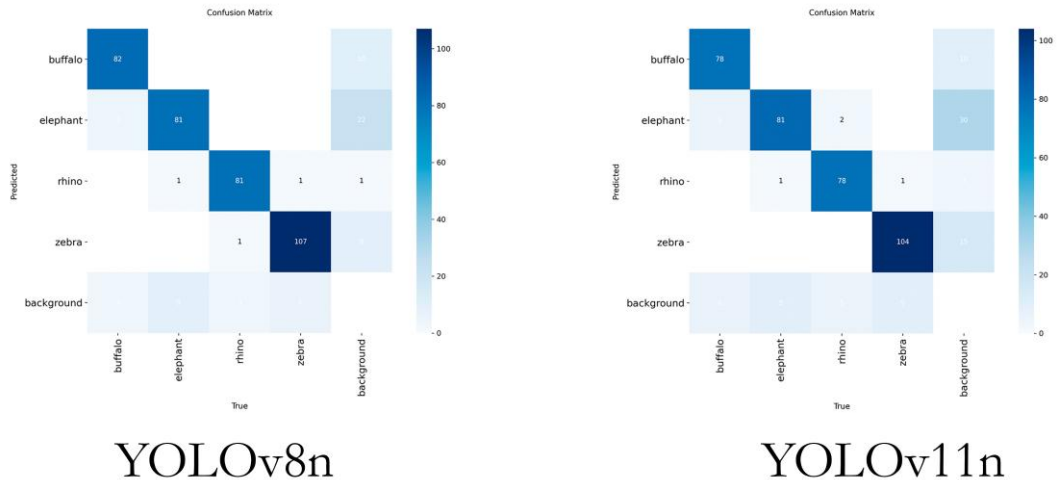 Confusion Matrix
buffalo
elephant
rhino
zebra
background
Predicted
82
81
22
1 81 1 1
1 107
buffalo
elephant
rhino
zebra
background
True
100
80
60
40
20
0
YOLOv8n
Confusion Matrix
buffalo
elephant
rhino
zebra
background
Predicted
78
81 2 30
1 78 1
104
buffalo
elephant
rhino
zebra
background
True
100
80
60
40
20
0
YOLOv11n